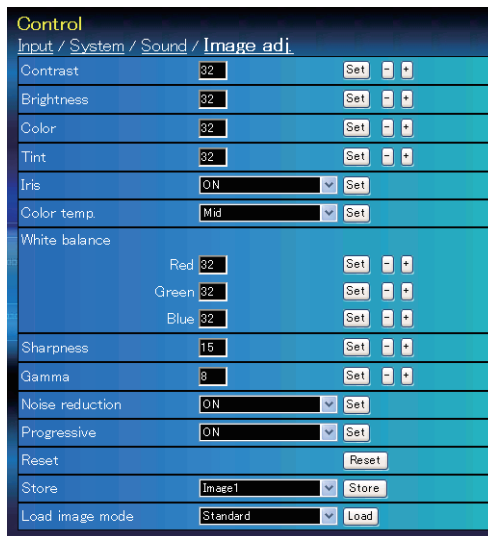 Control
Input / System / Sound / Image adj.
Contrast 32 Set - +
Brightness 32 Set - +
Color 32 Set - +
Tint 32 Set - +
Iris ON Set
Color temp. Mid Set
White balance
Red 32 Set - +
Green 32 Set - +
Blue 32 Set - +
Sharpness 15 Set - +
Gamma 8 Set - +
Noise reduction ON Set
Progressive ON Set
Reset Reset
Store Image1 Store
Load image mode Standard Load